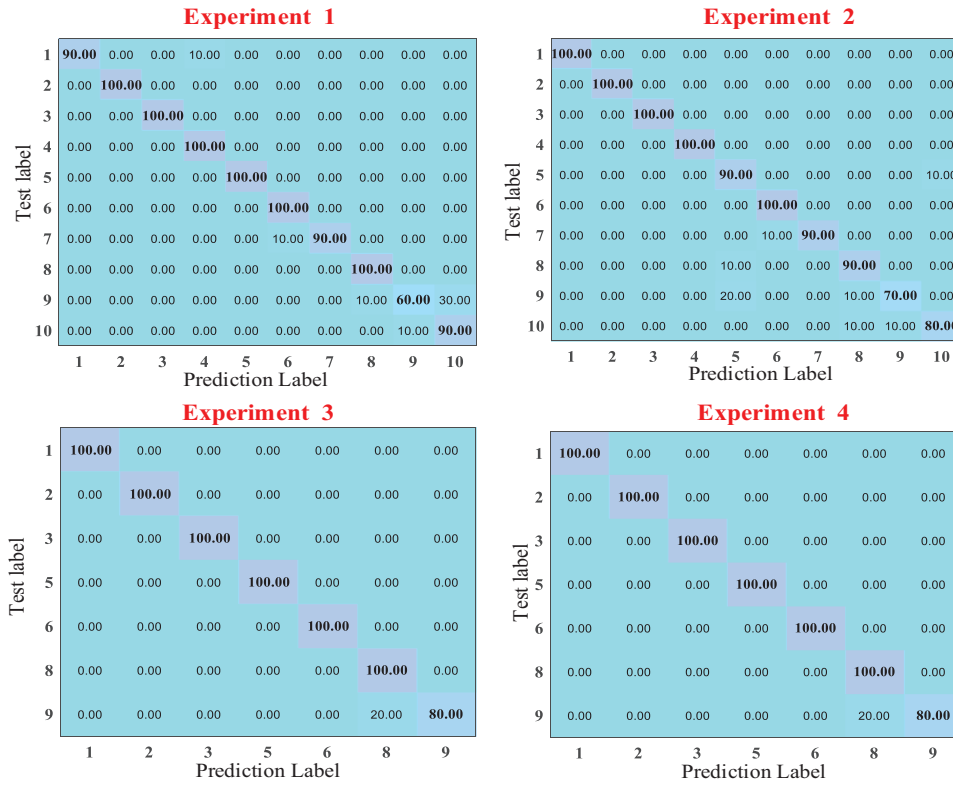 Experiment 1
1 90.00 0.00 0.00 10.00 0.00 0.00 0.00 0.00 0.00 0.00
2 0.00 100.00 0.00 0.00 0.00 0.00 0.00 0.00 0.00 0.00
3 0.00 0.00 100.00 0.00 0.00 0.00 0.00 0.00 0.00 0.00
4 0.00 0.00 0.00 100.00 0.00 0.00 0.00 0.00 0.00 0.00
5 0.00 0.00 0.00 0.00 100.00 0.00 0.00 0.00 0.00 0.00
6 0.00 0.00 0.00 0.00 0.00 100.00 0.00 0.00 0.00 0.00
7 0.00 0.00 0.00 0.00 0.00 10.00 90.00 0.00 0.00 0.00
8 0.00 0.00 0.00 0.00 0.00 0.00 0.00 100.00 0.00 0.00
9 0.00 0.00 0.00 0.00 0.00 0.00 0.00 10.00 60.00 30.00
10 0.00 0.00 0.00 0.00 0.00 0.00 0.00 0.00 10.00 90.00
1 2 3 4 5 6 7 8 9 10
Test label
Prediction Label
Experiment 2
1 100.00 0.00 0.00 0.00 0.00 0.00 0.00 0.00 0.00 0.00
2 0.00 100.00 0.00 0.00 0.00 0.00 0.00 0.00 0.00 0.00
3 0.00 0.00 100.00 0.00 0.00 0.00 0.00 0.00 0.00 0.00
4 0.00 0.00 0.00 100.00 0.00 0.00 0.00 0.00 0.00 0.00
5 0.00 0.00 0.00 0.00 90.00 0.00 0.00 0.00 0.00 10.00
6 0.00 0.00 0.00 0.00 0.00 100.00 0.00 0.00 0.00 0.00
7 0.00 0.00 0.00 0.00 0.00 10.00 90.00 0.00 0.00 0.00
8 0.00 0.00 0.00 0.00 10.00 0.00 0.00 90.00 0.00 0.00
9 0.00 0.00 0.00 0.00 20.00 0.00 0.00 10.00 70.00 0.00
10 0.00 0.00 0.00 0.00 0.00 0.00 0.00 10.00 10.00 80.00
1 2 3 4 5 6 7 8 9 10
Test label
Prediction Label
Experiment 3
1 100.00 0.00 0.00 0.00 0.00 0.00 0.00
2 0.00 100.00 0.00 0.00 0.00 0.00 0.00
3 0.00 0.00 100.00 0.00 0.00 0.00 0.00
5 0.00 0.00 0.00 100.00 0.00 0.00 0.00
6 0.00 0.00 0.00 0.00 100.00 0.00 0.00
8 0.00 0.00 0.00 0.00 0.00 100.00 0.00
9 0.00 0.00 0.00 0.00 0.00 20.00 80.00
1 2 3 5 6 8 9
Test label
Prediction Label
Experiment 4
1 100.00 0.00 0.00 0.00 0.00 0.00 0.00
2 0.00 100.00 0.00 0.00 0.00 0.00 0.00
3 0.00 0.00 100.00 0.00 0.00 0.00 0.00
5 0.00 0.00 0.00 100.00 0.00 0.00 0.00
6 0.00 0.00 0.00 0.00 100.00 0.00 0.00
8 0.00 0.00 0.00 0.00 0.00 100.00 0.00
9 0.00 0.00 0.00 0.00 0.00 20.00 80.00
1 2 3 5 6 8 9
Test label
Prediction Label